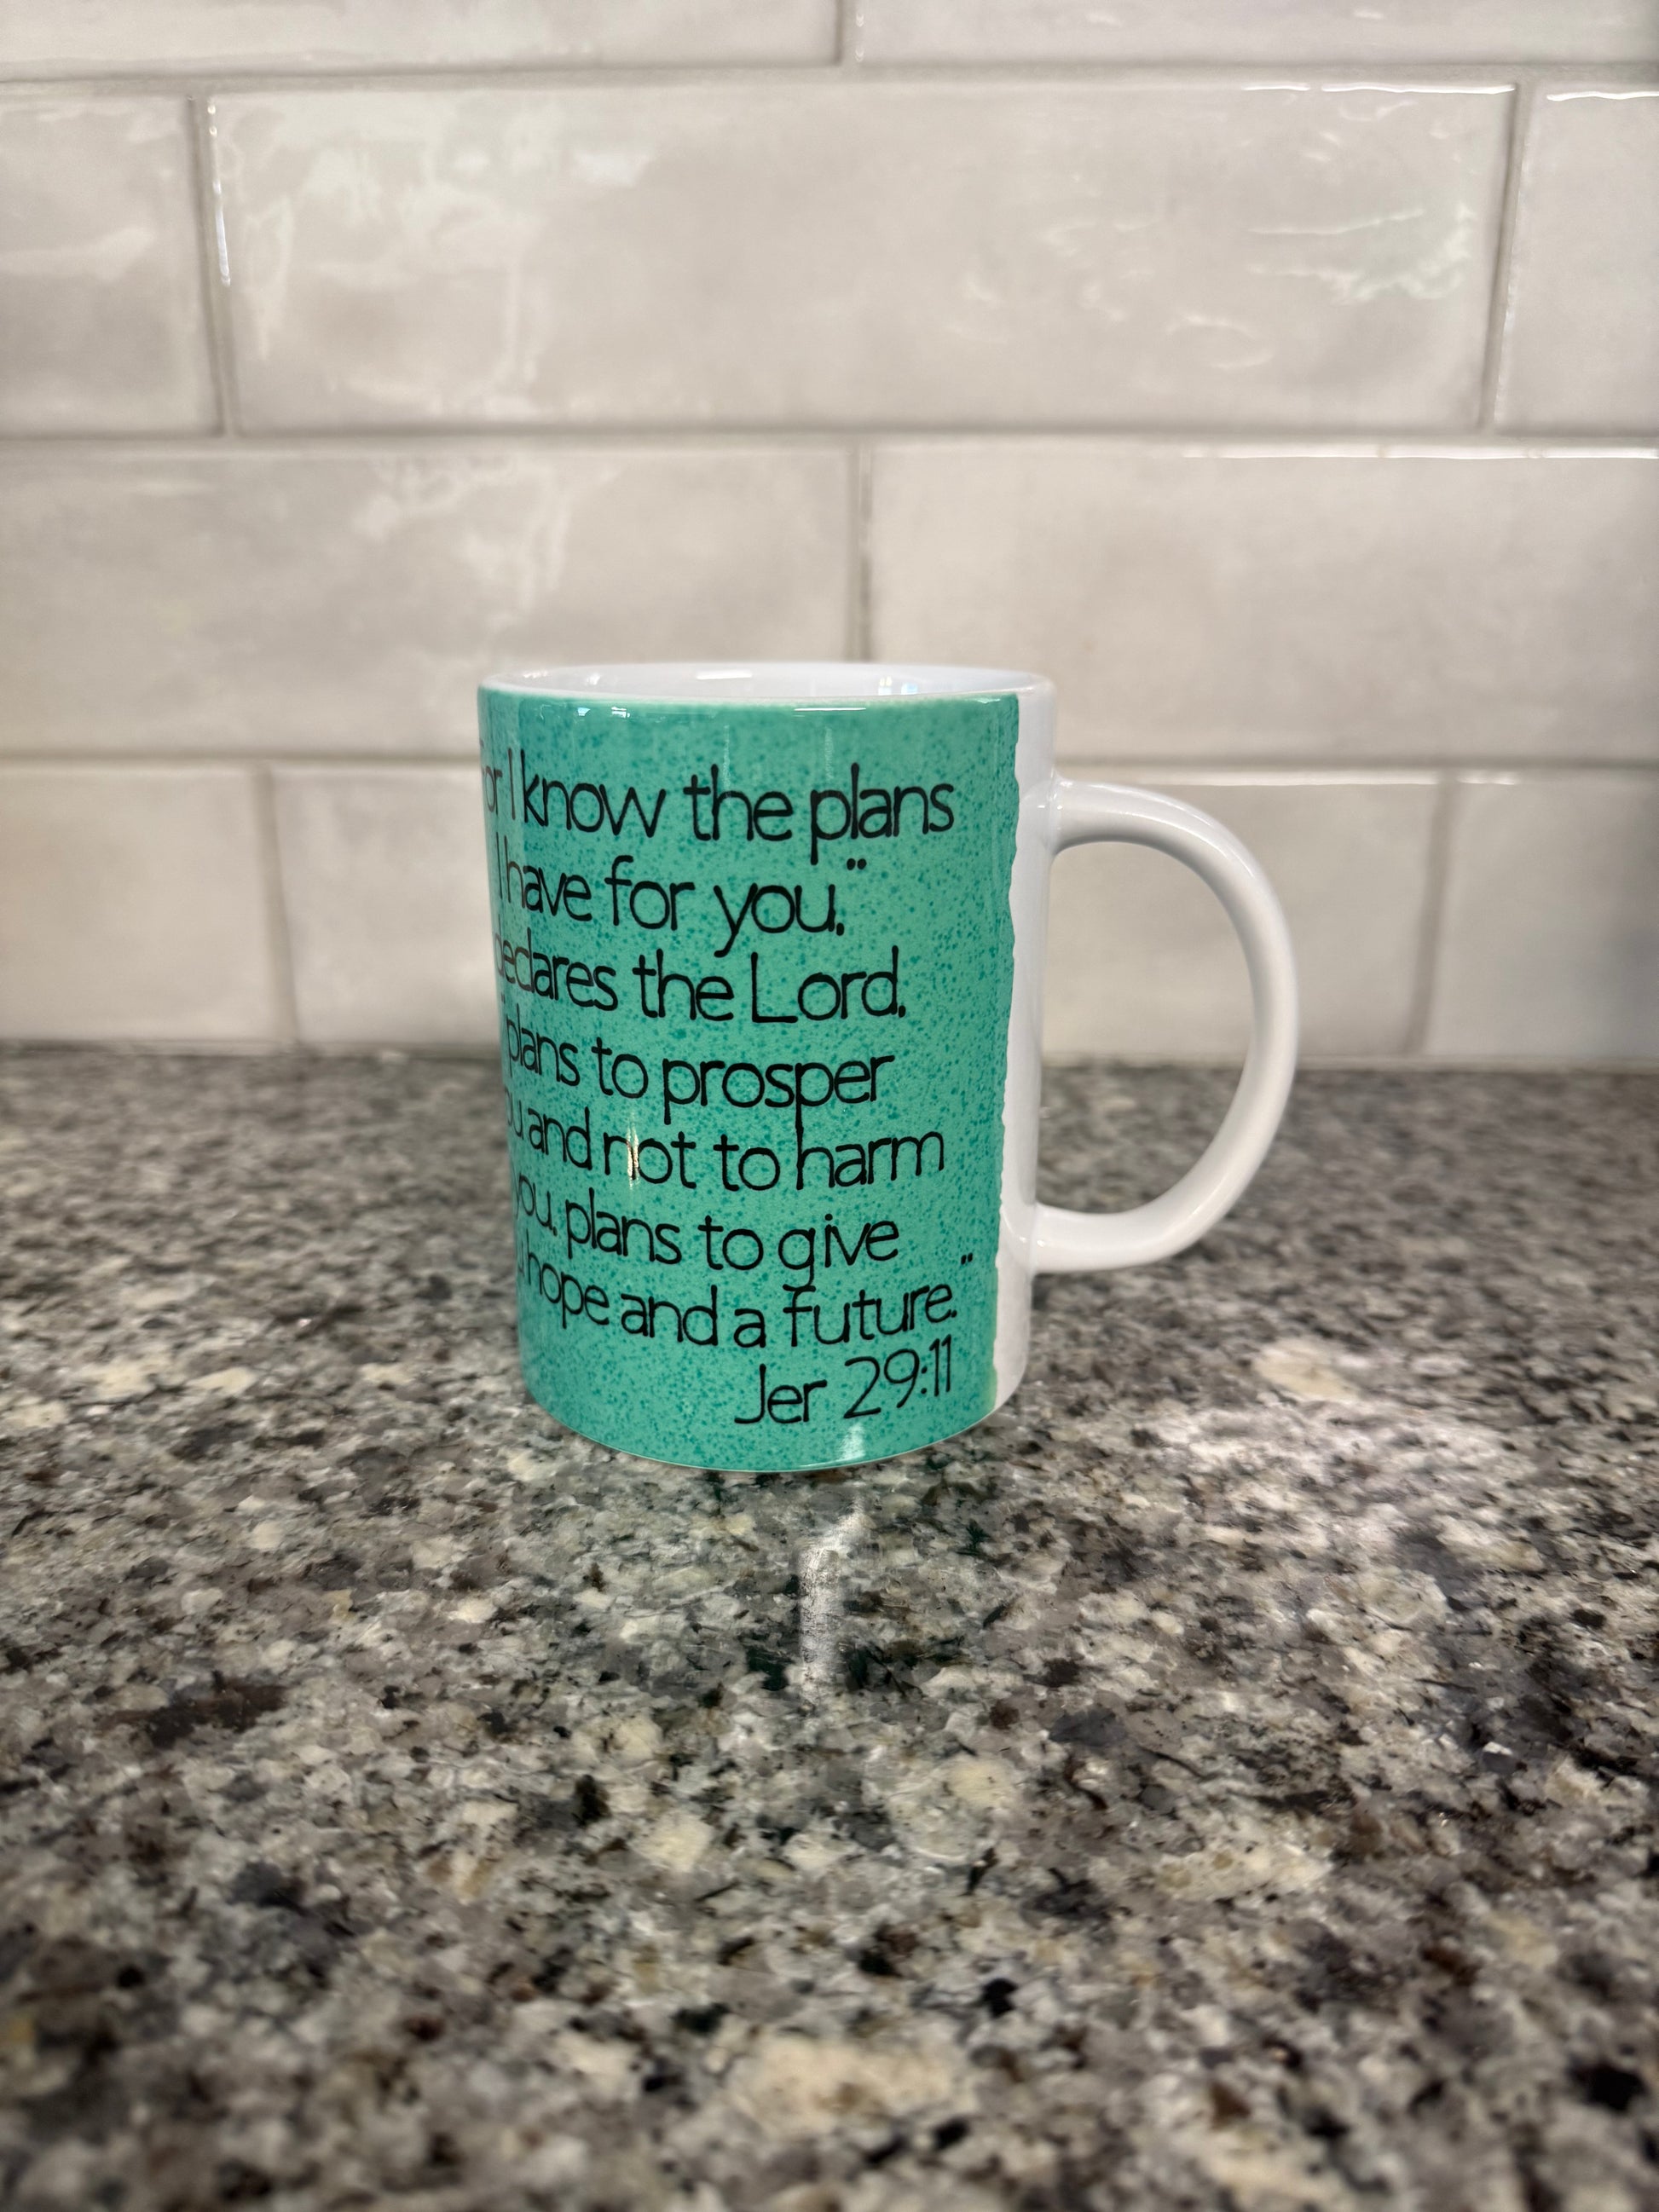 or I know the plans
I have for you,"
declares the Lord,
plans to prosper
u and not to harm
you, plans to give
hope and a future."
Jer 29:11